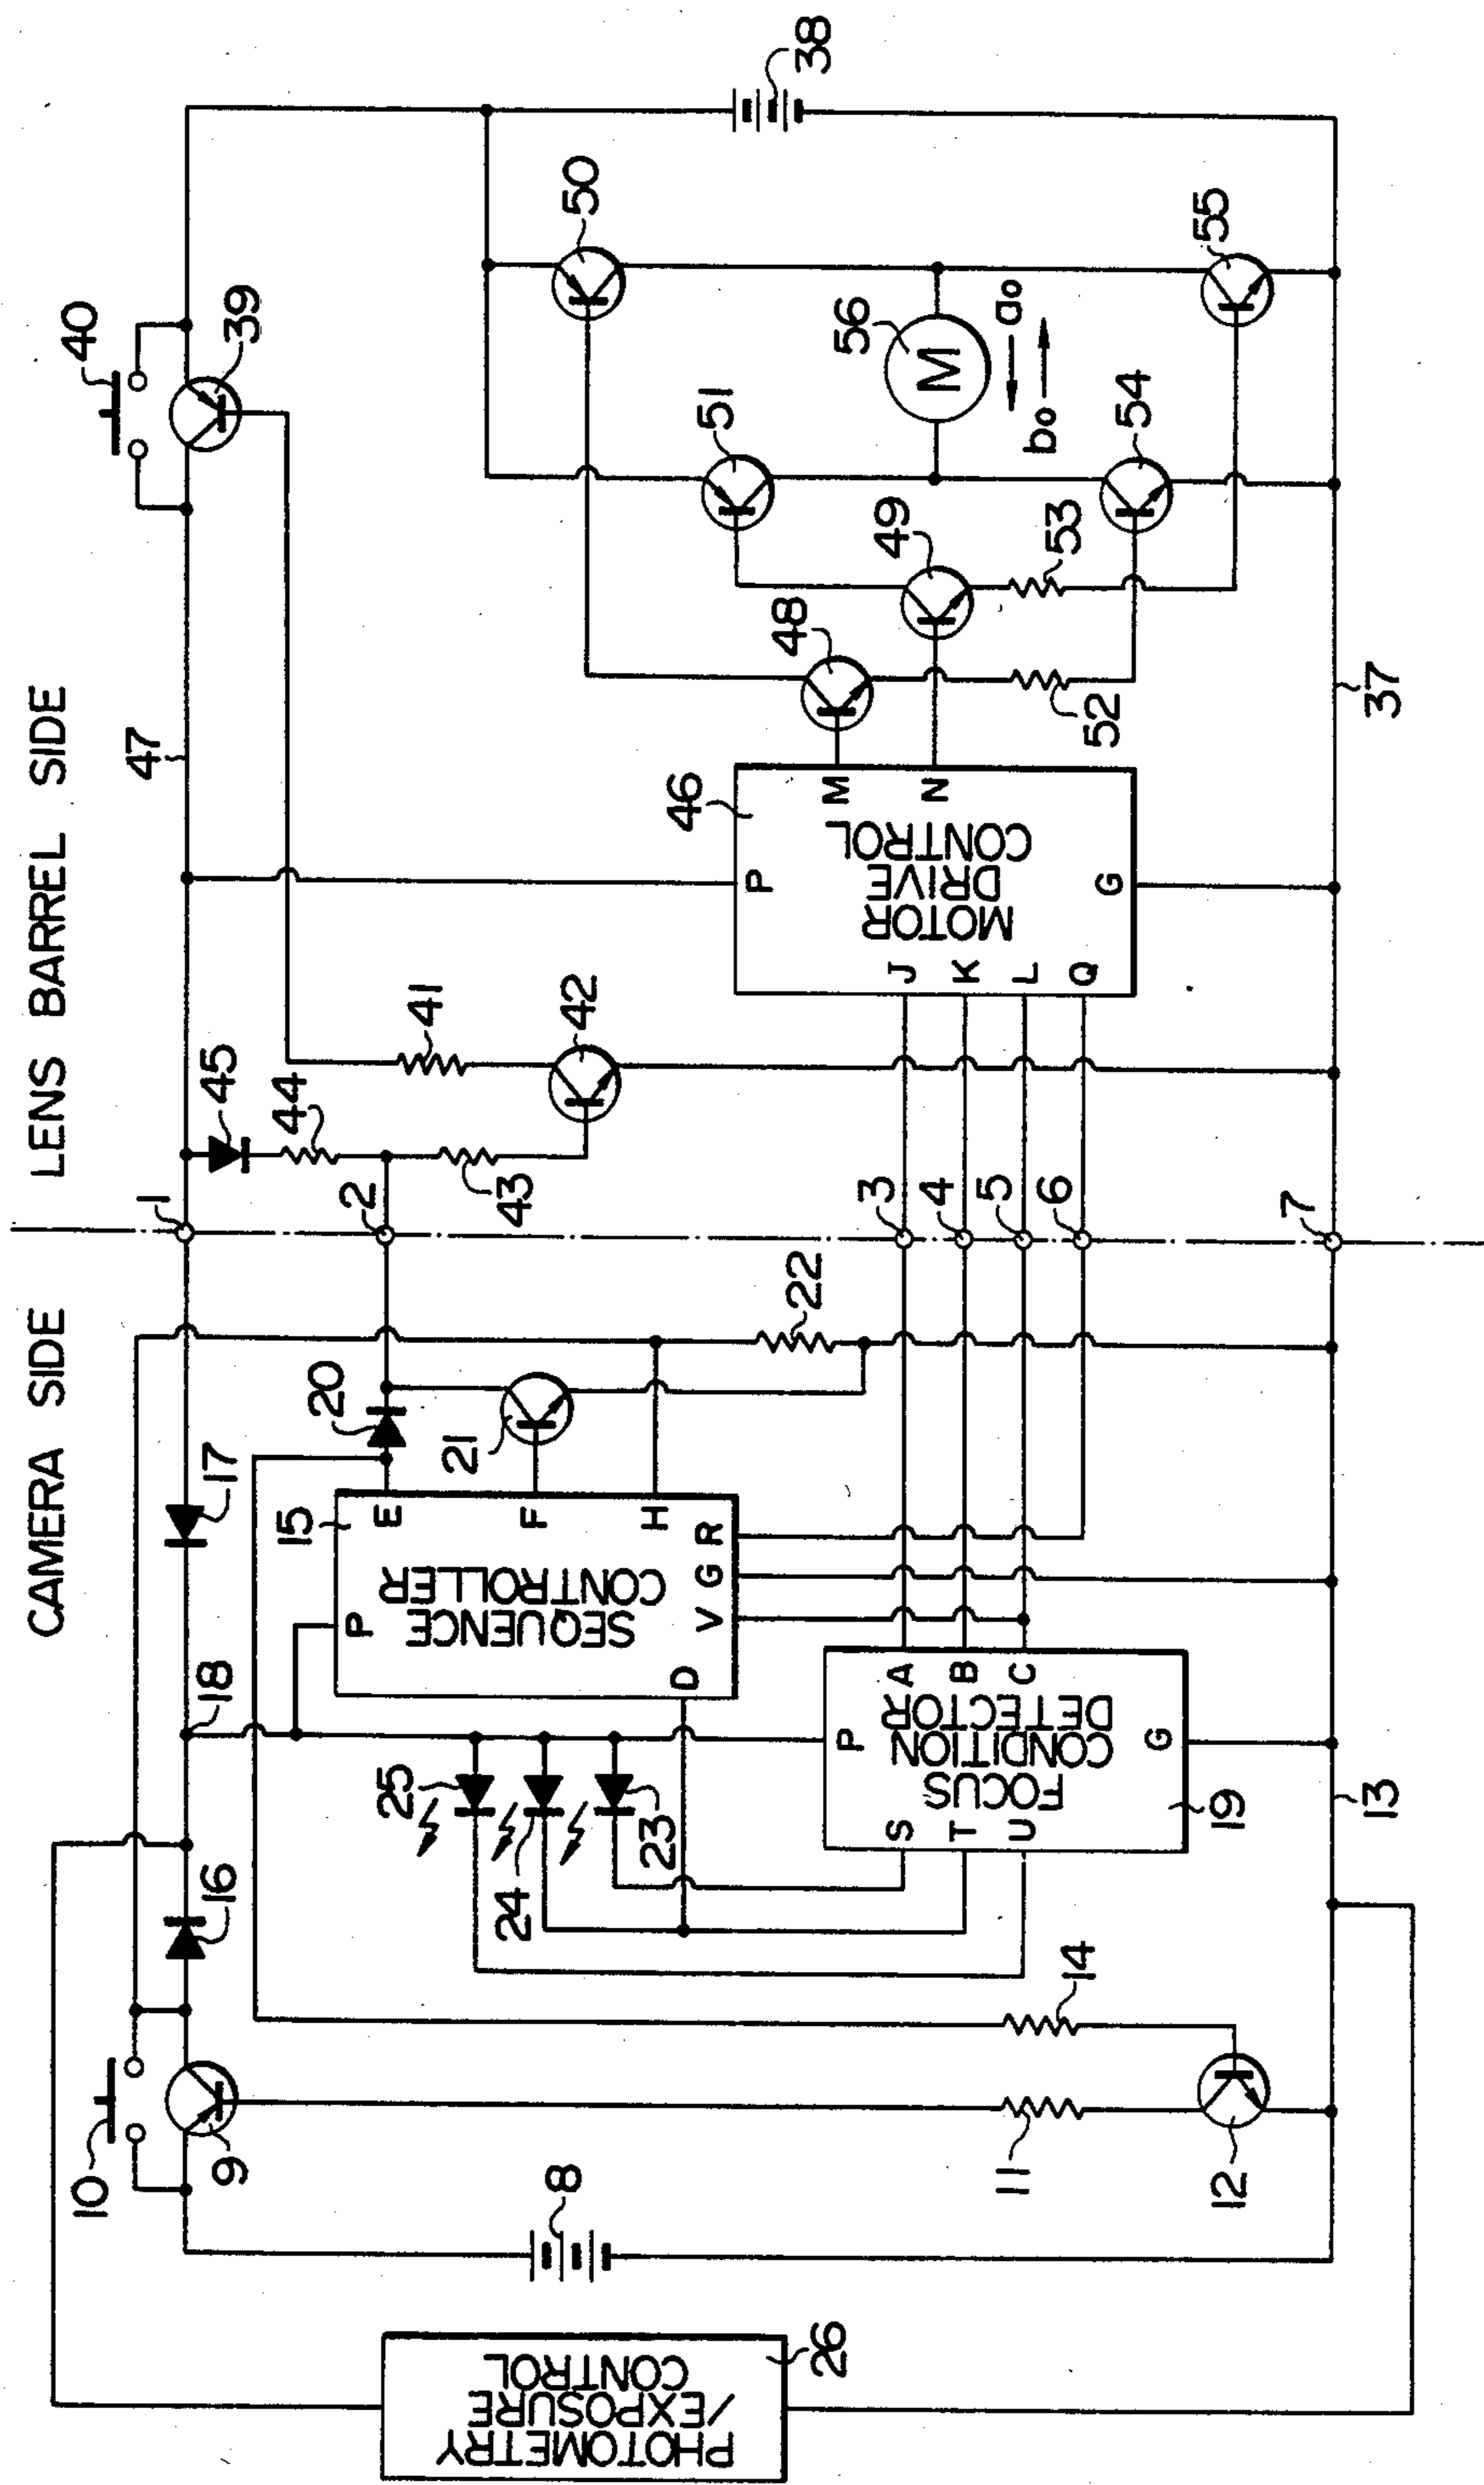 CAMERA SIDE
LENS BARREL SIDE
10
9
8
16
18
17
1
47
40
39
38
PHOTOMETRY
/EXPOSURE
CONTROL
26
11
12
14
13
15
SEQUENCE
CONTROLLER
P
E
F
H
D
V
G
R
20
21
22
25
24
23
FOCUS
CONDITION
DETECTOR
P
S
T
U
A
B
C
G
19
2
3
4
5
6
7
45
44
43
41
42
46
MOTOR
DRIVE
CONTROL
P
J
K
L
Q
M
N
G
48
49
50
51
52
53
54
55
56
M
a0
b0
37